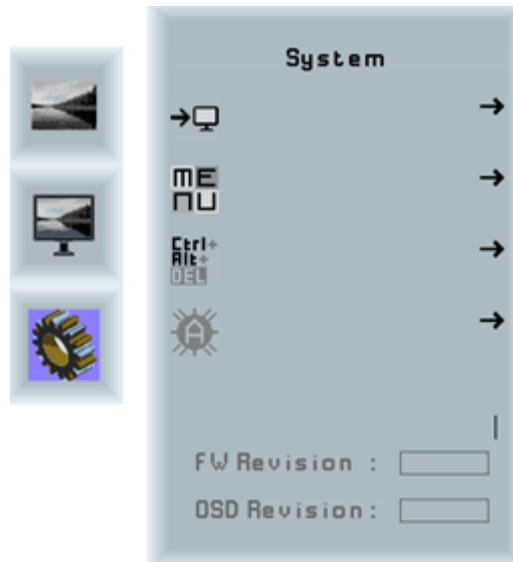 System
ME
NU
Ctrl+
Alt+
DEL
A
FW Revision :
OSD Revision :